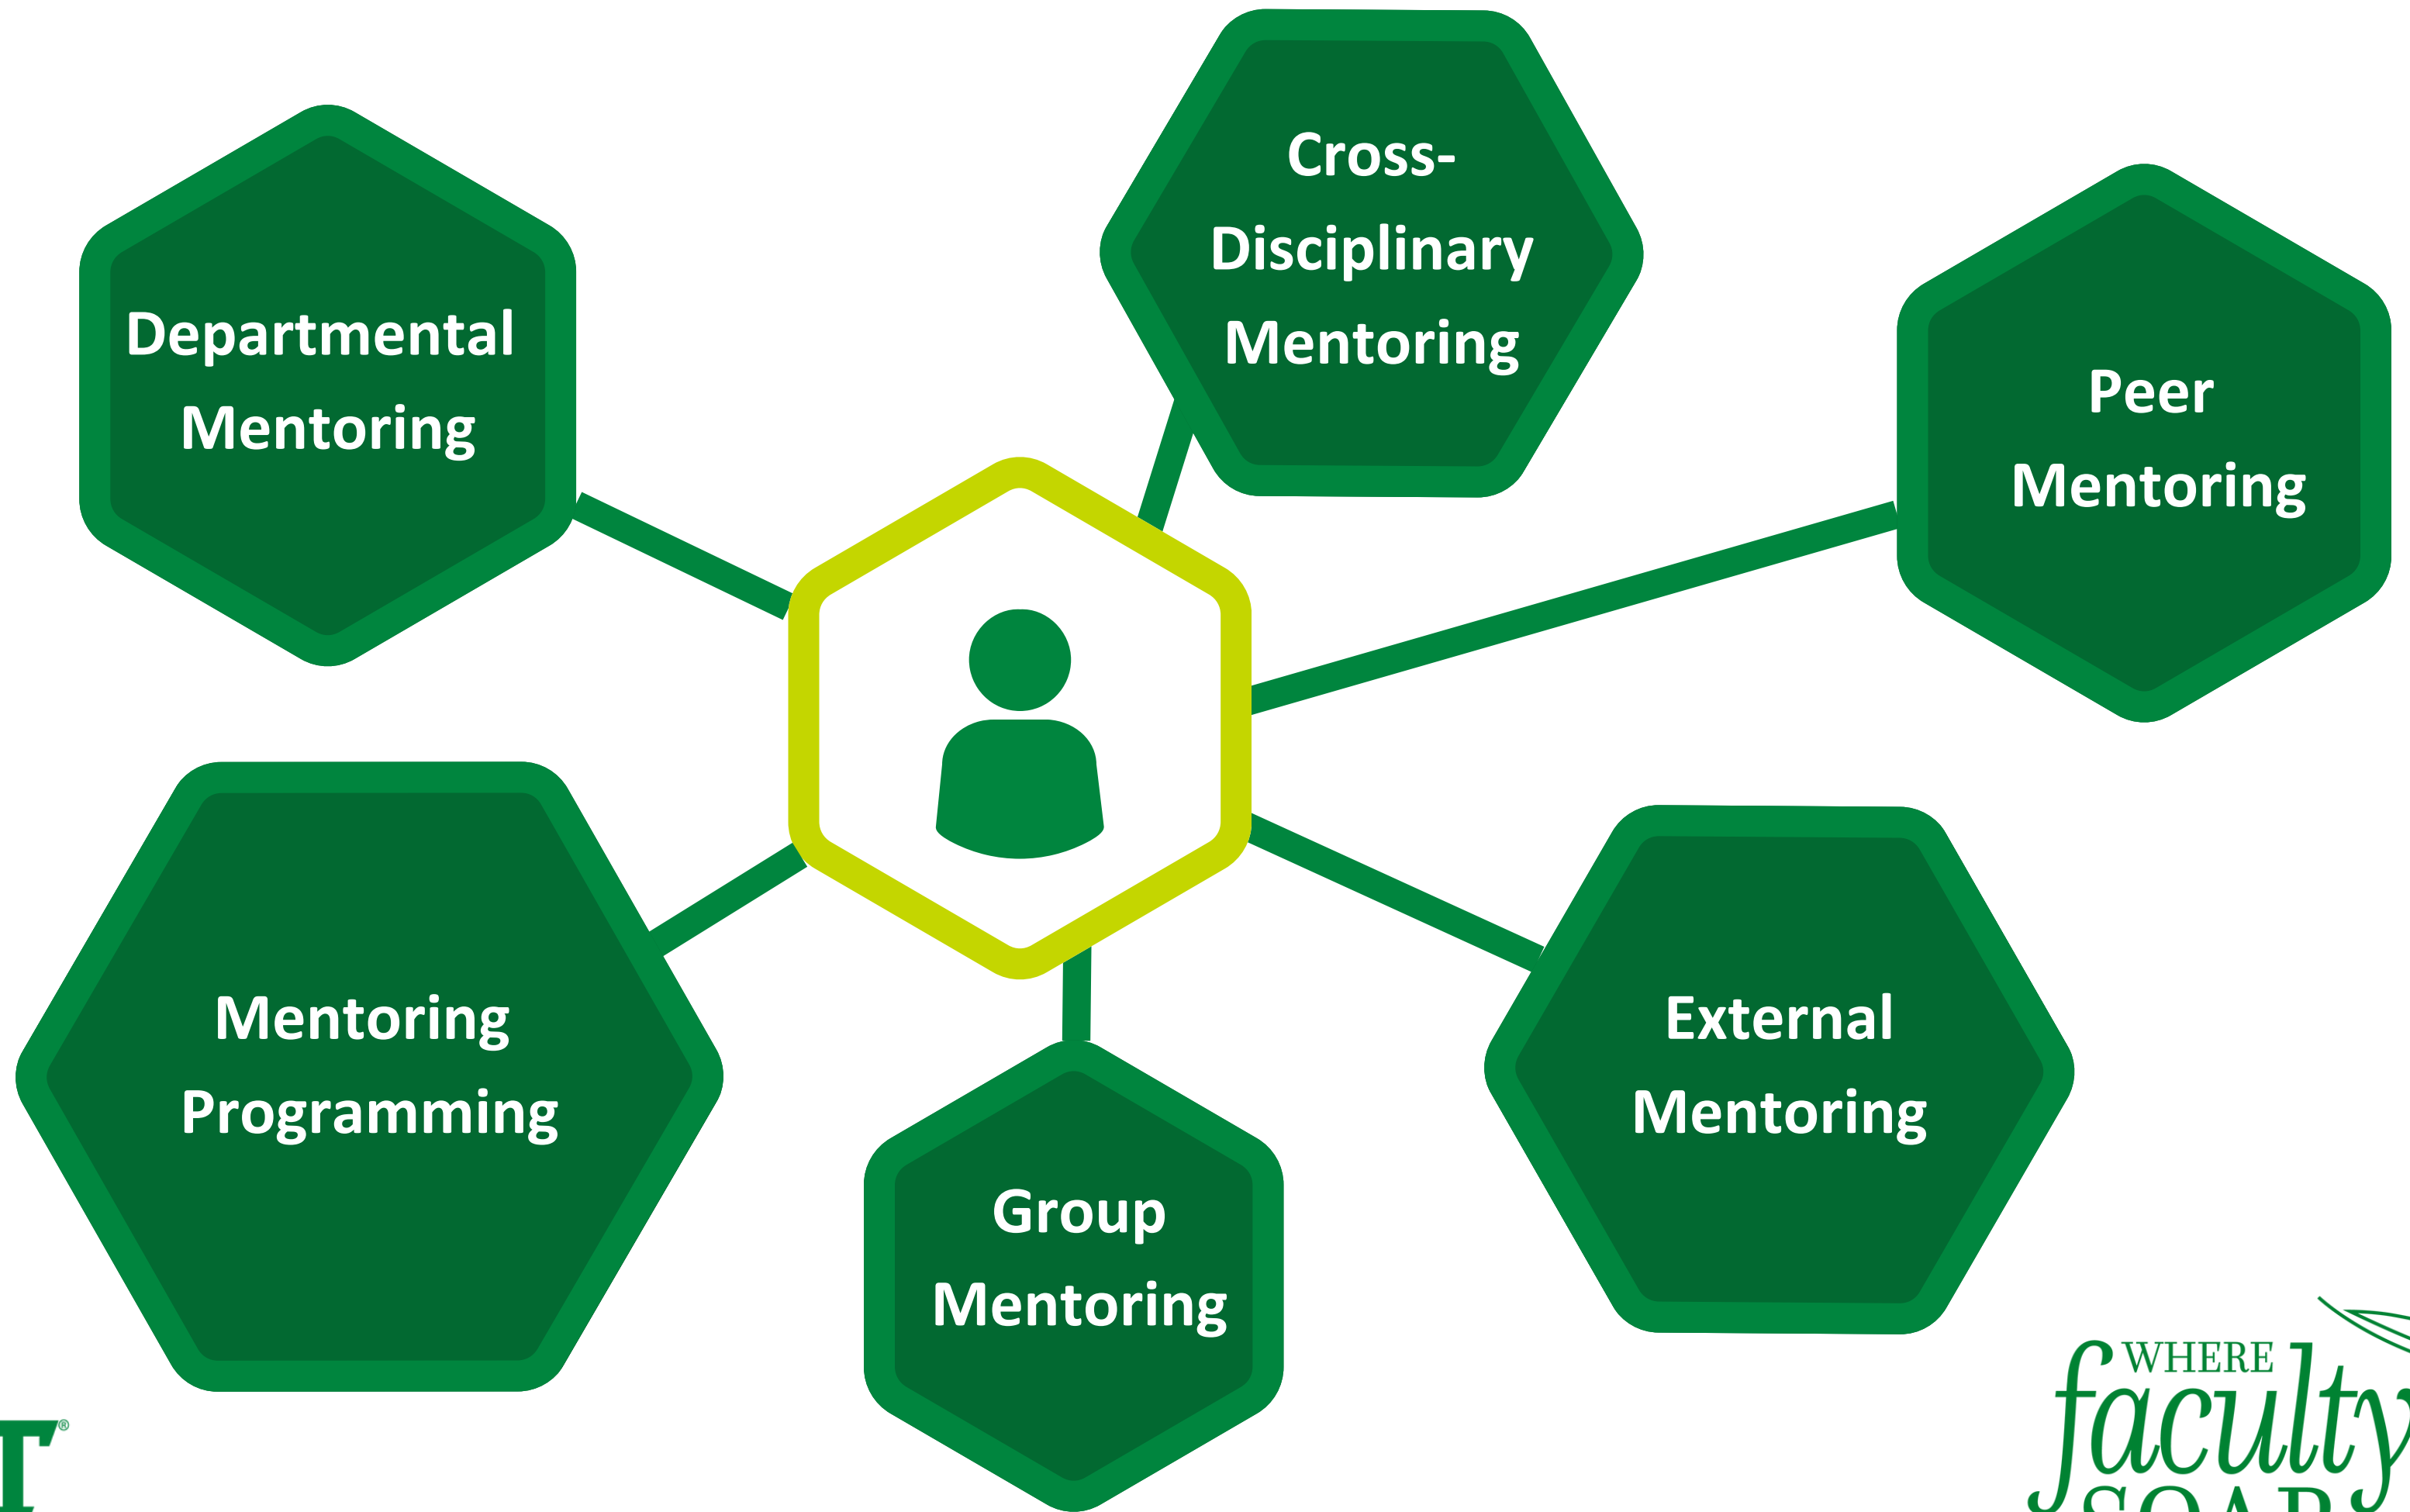 Cross-
Disciplinary
Mentoring
Departmental
Mentoring
Peer
Mentoring
Mentoring
Programming
External
Mentoring
Group
Mentoring
WHERE
faculty
T®